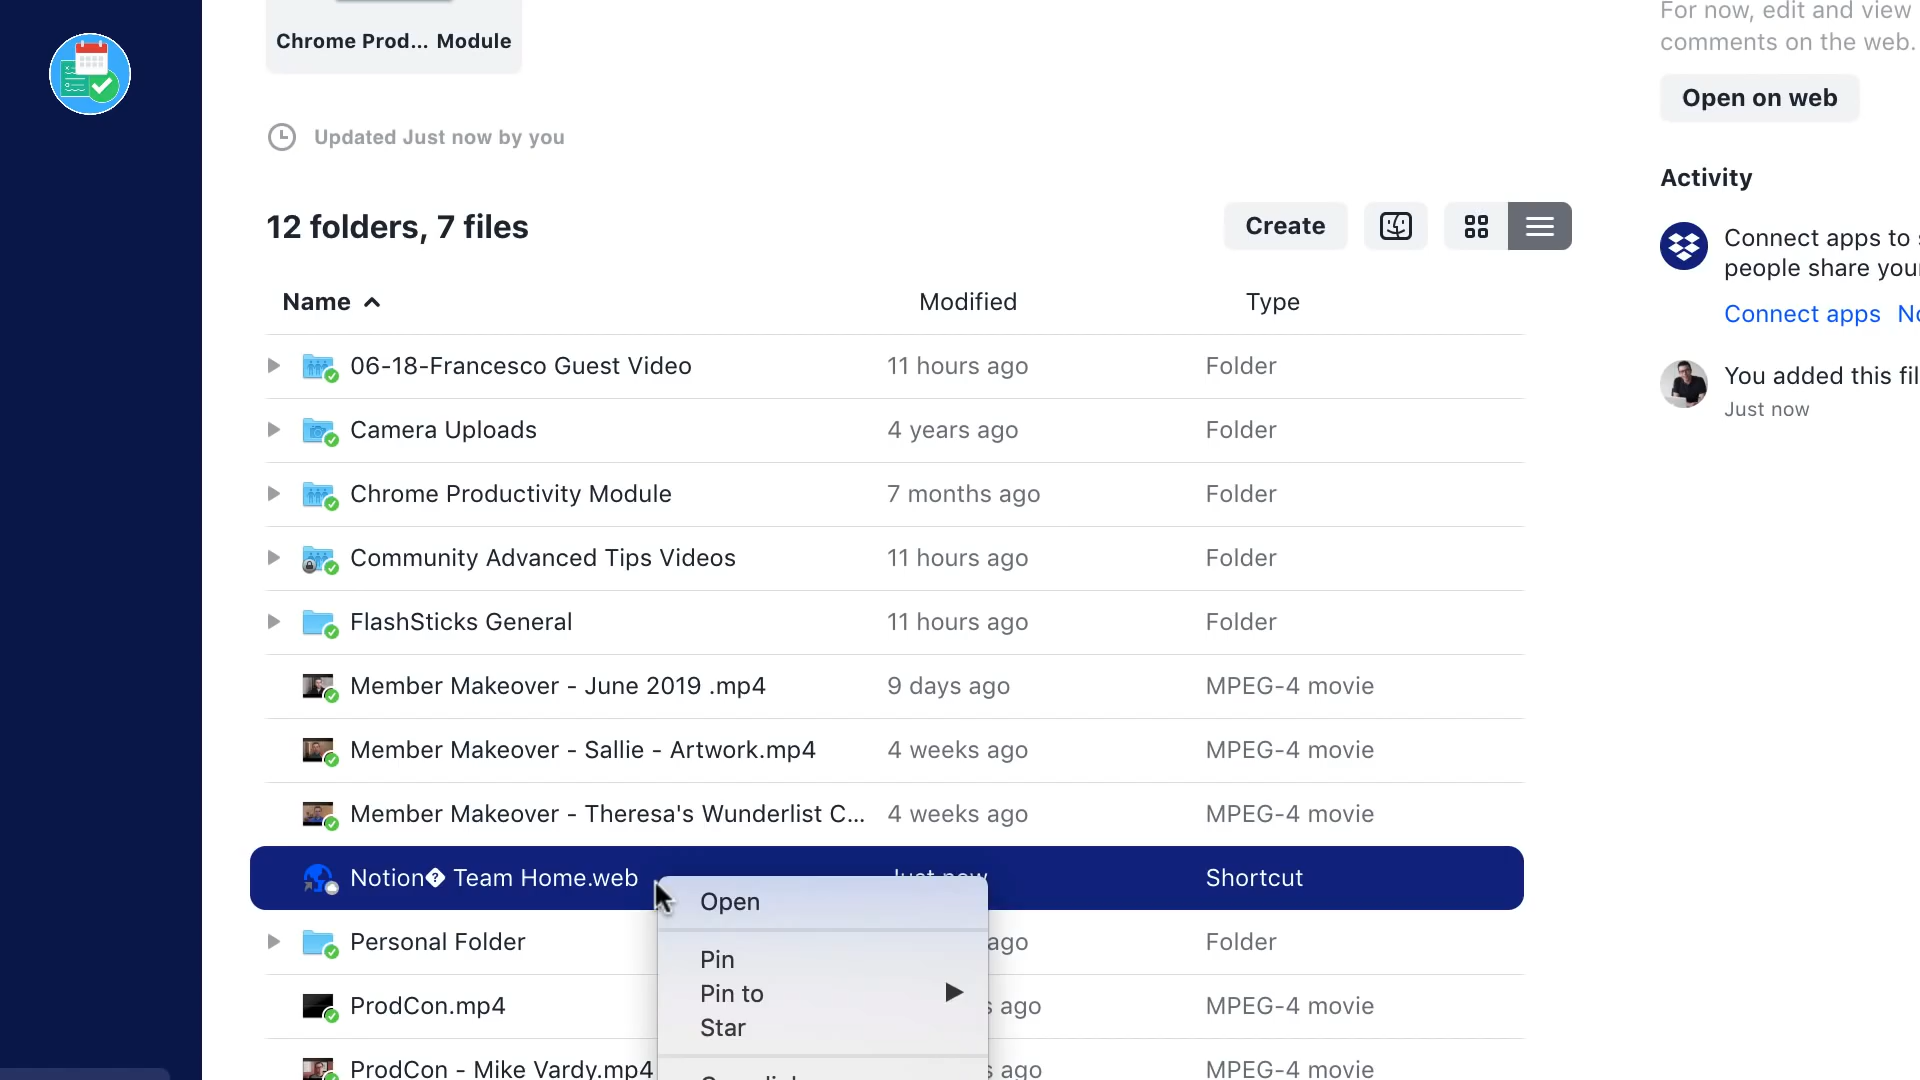 Chrome Prod... Module
For now, edit and view
comments on the web.
Open on web
Updated Just now by you
Activity
12 folders, 7 files
Create
Connect apps to
people share
Connect apps
You added this
Just now
Name Modified Type
06-18-Francesco Guest Video 11 hours ago Folder
Camera Uploads 4 years ago Folder
Chrome Productivity Module 7 months ago Folder
Community Advanced Tips Videos 11 hours ago Folder
FlashSticks General 11 hours ago Folder
Member Makeover - June 2019 .mp4 9 days ago MPEG-4 movie
Member Makeover - Sallie - Artwork.mp4 4 weeks ago MPEG-4 movie
Member Makeover - Theresa's Wunderlist C... 4 weeks ago MPEG-4 movie
Notion� Team Home.web Just now Shortcut
Open
Personal Folder ago Folder
Pin
Pin to
ProdCon.mp4 ago MPEG-4 movie
Star
ProdCon - Mike Vardy.mp4 ago MPEG-4 movie